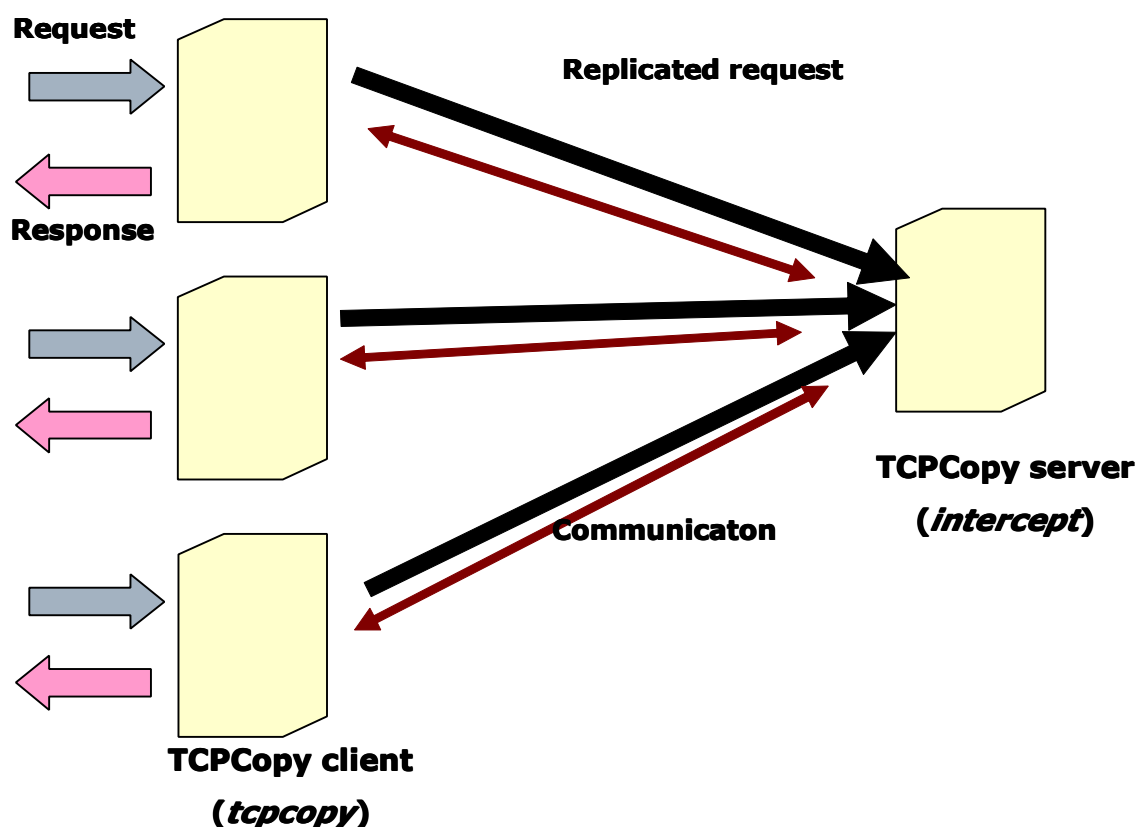 Request
Replicated request
Response
TCPCopy server
(intercept)
Communicaton
TCPCopy client
(tcpcopy)